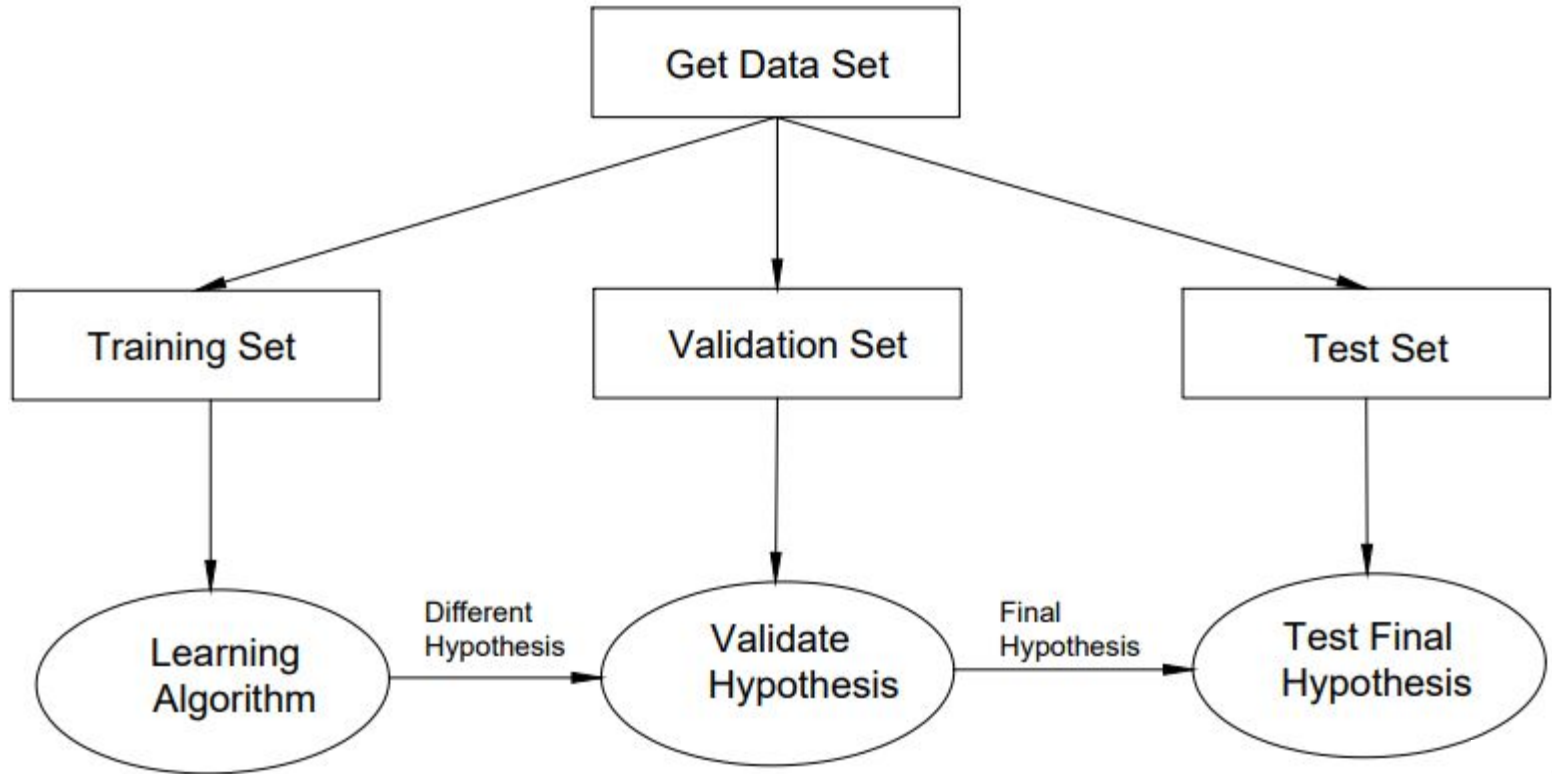 Get Data Set
Training Set
Validation Set
Test Set
Learning
Algorithm
Different
Hypothesis
Validate
Hypothesis
Final
Hypothesis
Test Final
Hypothesis